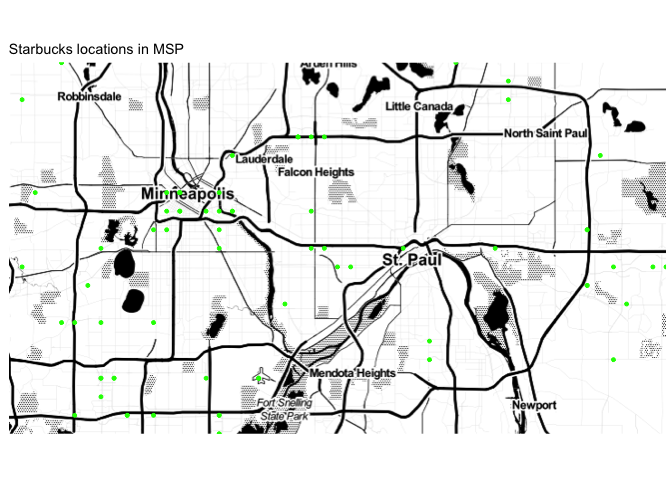 Starbucks locations in MSP
Arden Hills
Robbinsdale
Little Canada
North Saint Paul
Lauderdale
Falcon Heights
Minneapolis
St. Paul
Mendota Heights
Fort Snelling
State Park
Newport